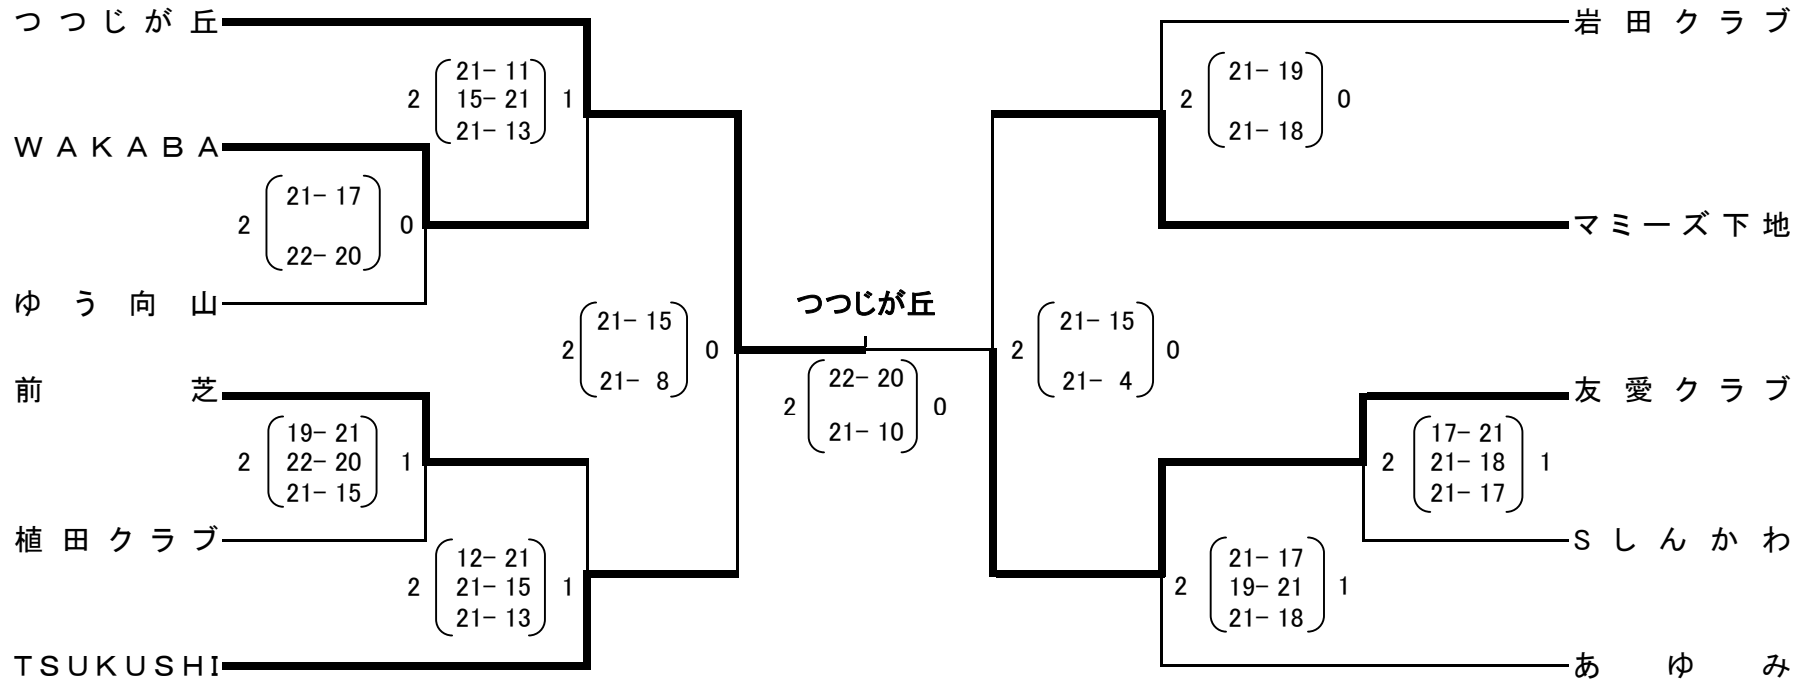 つつじが丘
岩田クラブ
21-11
2 15-21 1
21-13
21-19
2 0
21-18
WAKABA
21-17
2 0
22-20
マミーズ下地
ゆう向山
つつじが丘
21-15
2 0
21- 8
21-15
2 0
21- 4
22-20
2 0
21-10
前芝
友愛クラブ
19-21
2 22-20 1
21-15
17-21
2 21-18 1
21-17
植田クラブ
Sしんかわ
12-21
2 21-15 1
21-13
21-17
2 19-21 1
21-18
TSUKUSHI
あゆみ